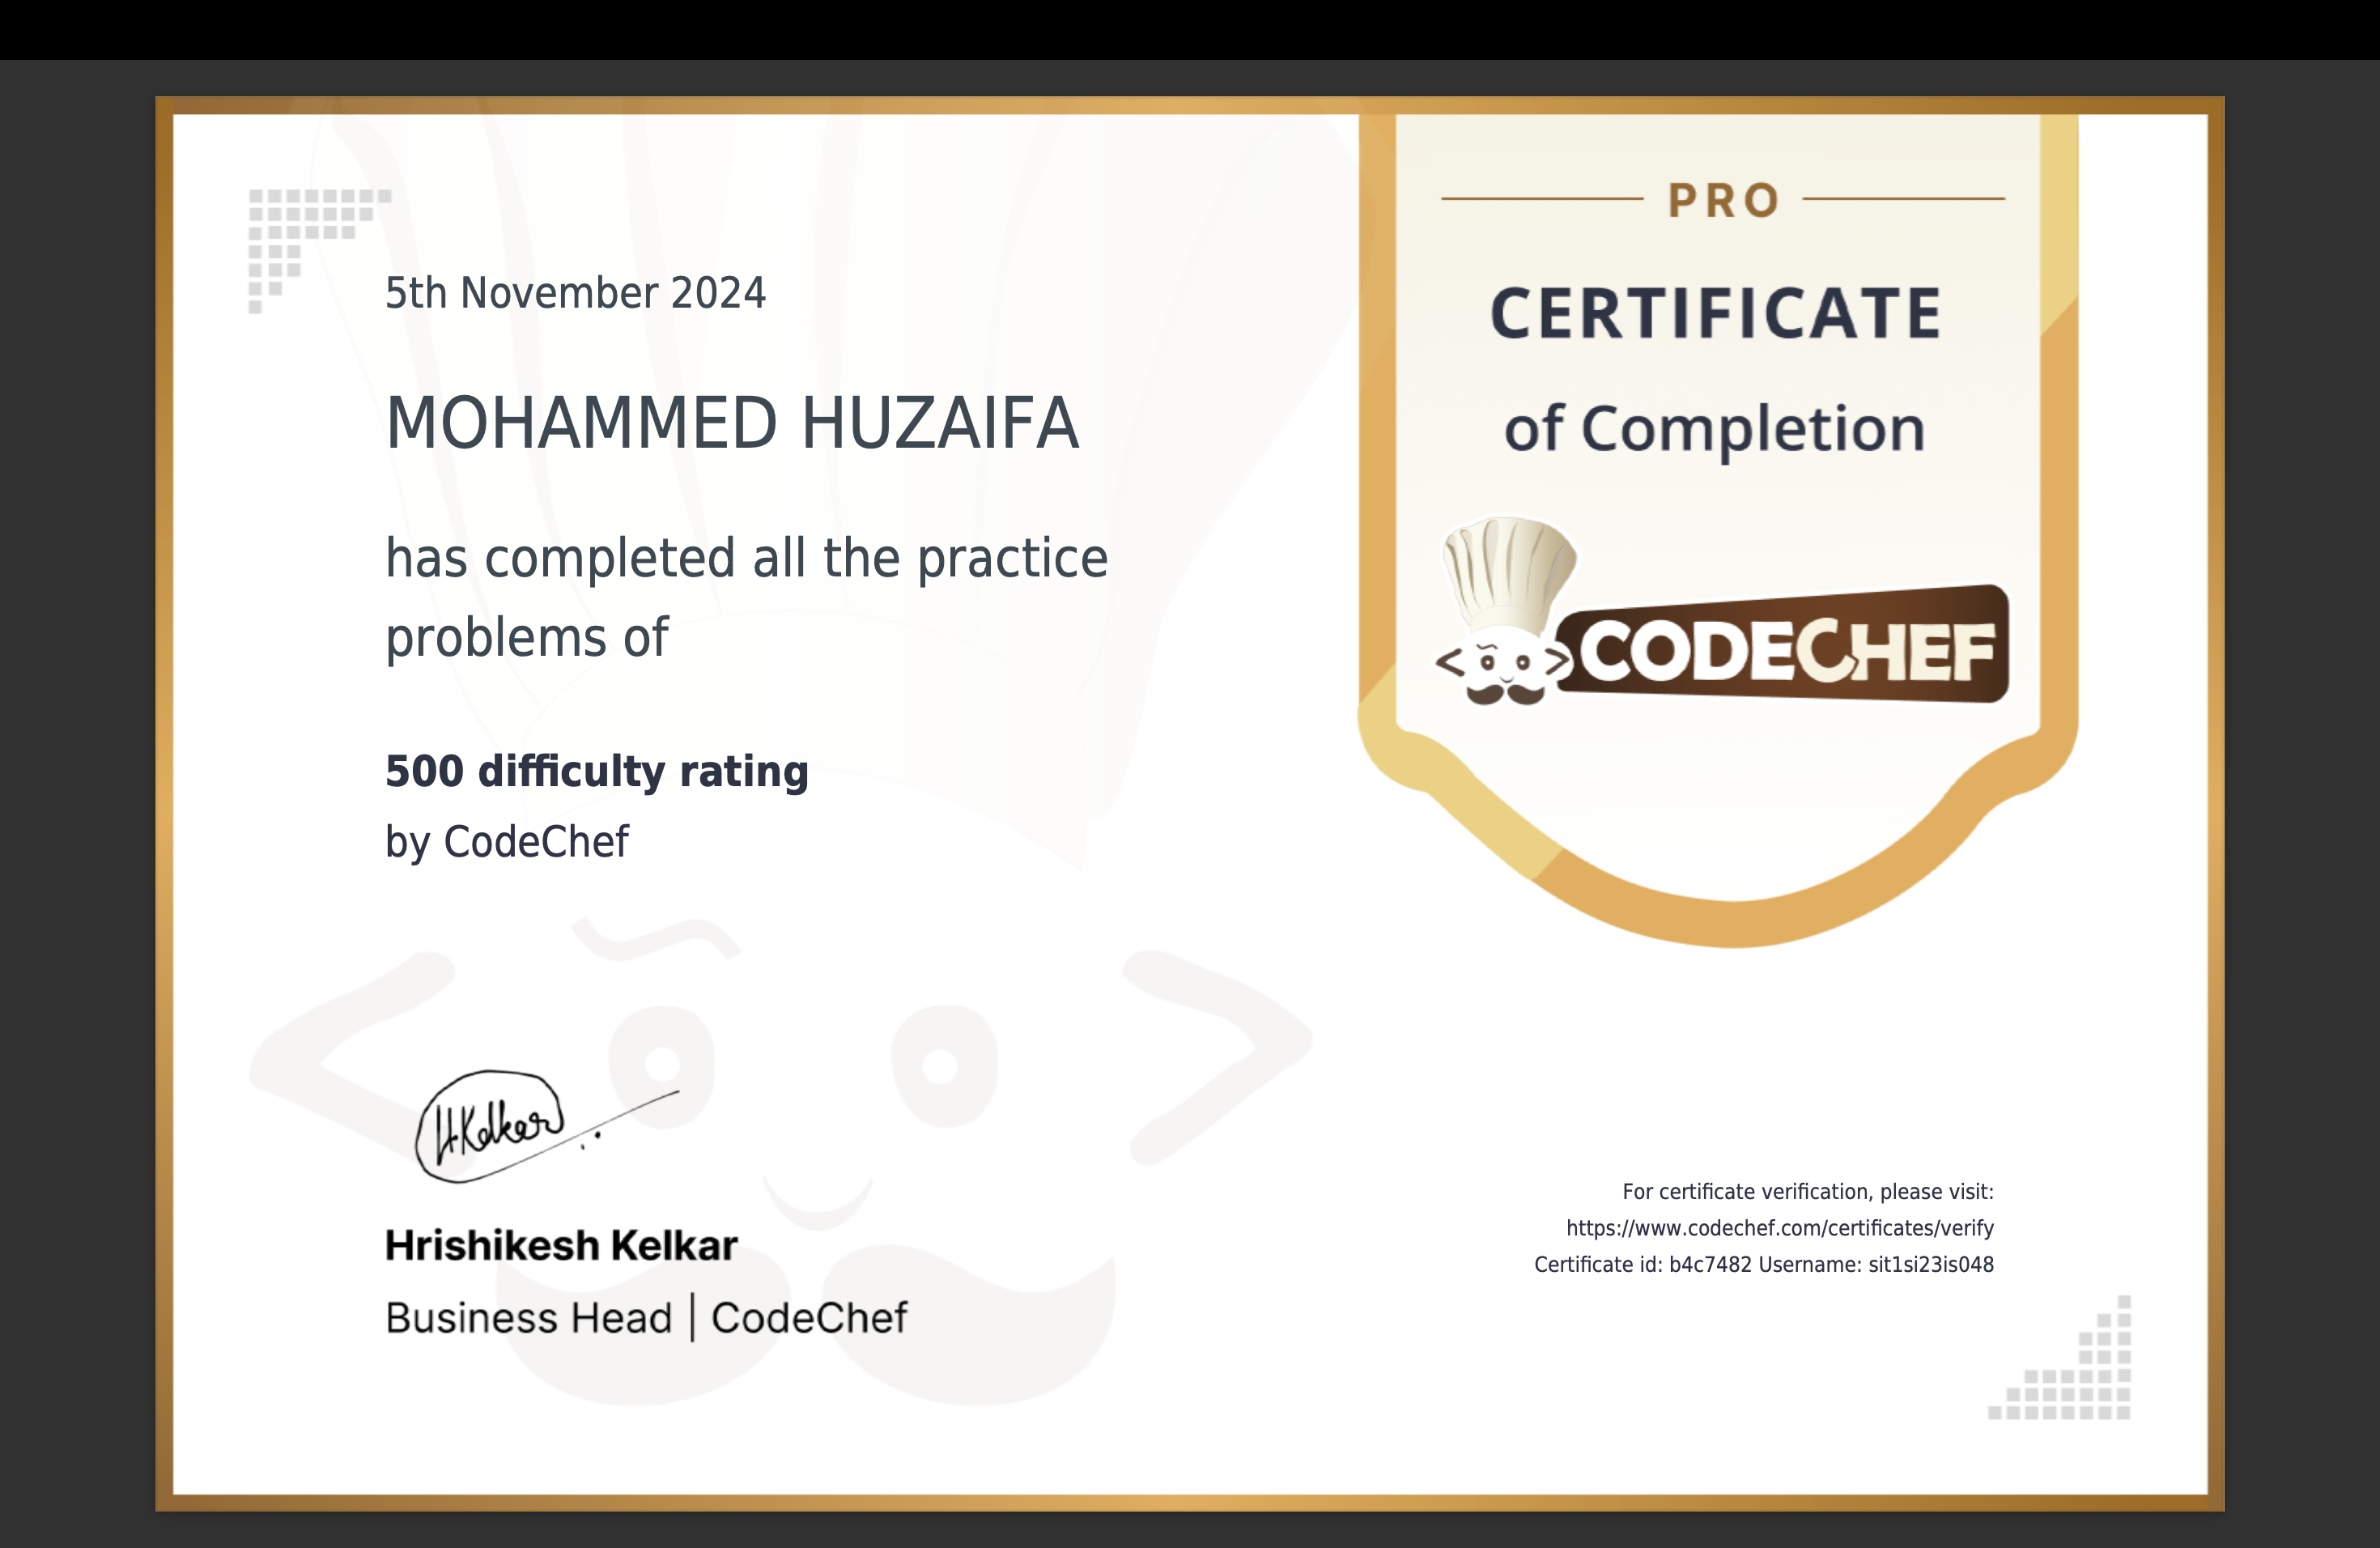 5th November 2024
MOHAMMED HUZAIFA
has completed all the practice
problems of
500 difficulty rating
by CodeChef
HKelkar
Hrishikesh Kelkar
Business Head | CodeChef
PRO
CERTIFICATE
of Completion
CODECHEF
For certificate verification, please visit:
https://www.codechef.com/certificates/verify
Certificate id: b4c7482 Username: sit1si23is048